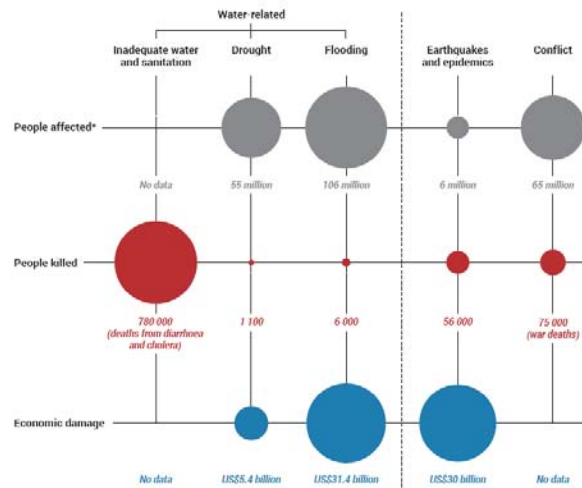 Water-related
Inadequate water
and sanitation
Drought
Flooding
Earthquakes
and epidemics
Conflict
People affected*
No data
55 million
106 million
6 million
65 million
People killed
780 000
(deaths from diarrhoea
and cholera)
1 100
6 000
56 000
75 000
(war deaths)
Economic damage
No data
US$5.4 billion
US$31.4 billion
US$30 billion
No data